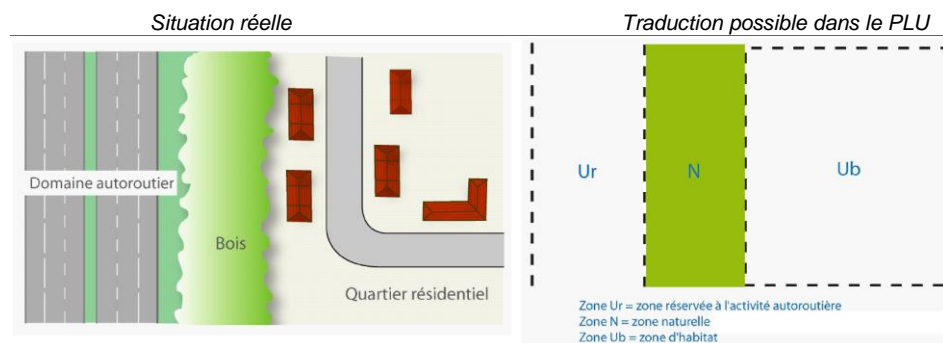 Situation réelle
Traduction possible dans le PLU
Domaine autoroutier
Bois
Quartier résidentiel
Ur
N
Ub
Zone Ur = zone réservée à l'activité autoroutière
Zone N = zone naturelle
Zone Ub = zone d'habitat